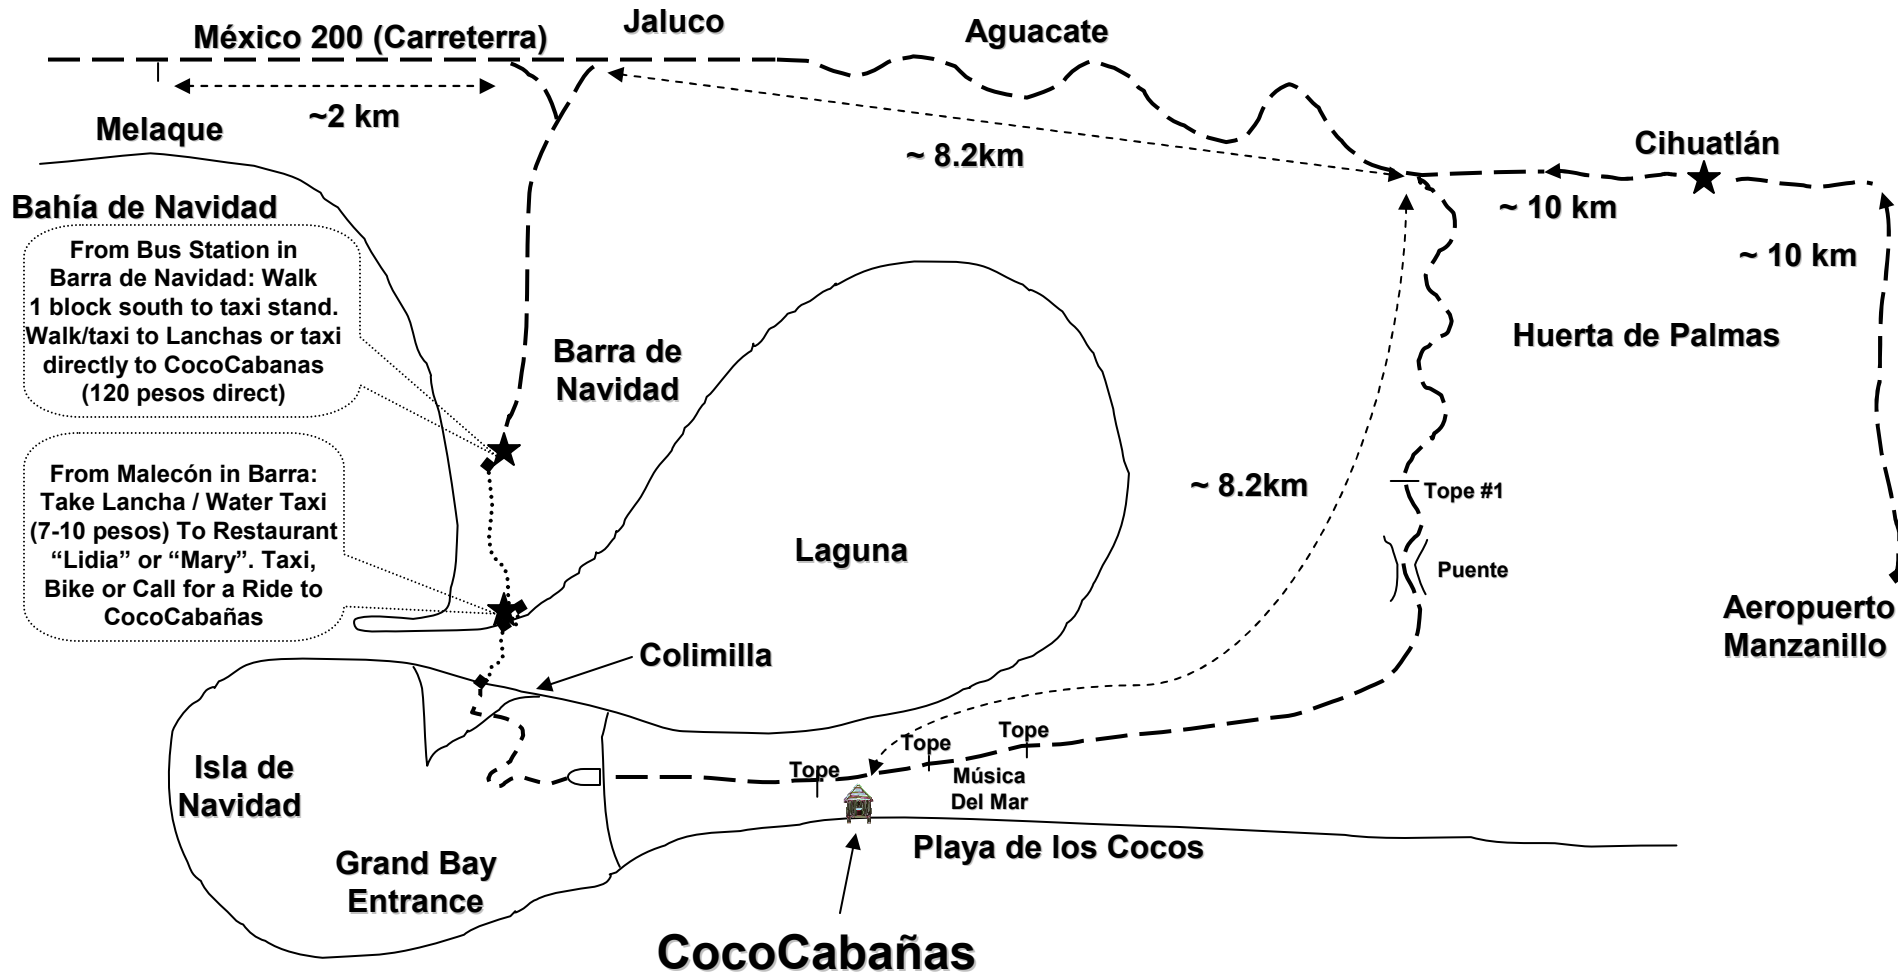 México 200 (Carreterra)
Jaluco
Aguacate
~2 km
Melaque
~ 8.2km
Cihuatlán
~ 10 km
~ 10 km
Bahía de Navidad
From Bus Station in
Barra de Navidad: Walk
1 block south to taxi stand.
Walk/taxi to Lanchas or taxi
directly to CocoCabanas
(120 pesos direct)
Huerta de Palmas
Barra de
Navidad
From Malecón in Barra:
Take Lancha / Water Taxi
(7-10 pesos) To Restaurant
“Lidia” or “Mary”. Taxi,
Bike or Call for a Ride to
CocoCabañas
~ 8.2km
Tope #1
Laguna
Puente
Aeropuerto
Manzanillo
Colimilla
Tope
Tope
Tope
Isla de
Navidad
Música
Del Mar
Playa de los Cocos
Grand Bay
Entrance
CocoCabañas